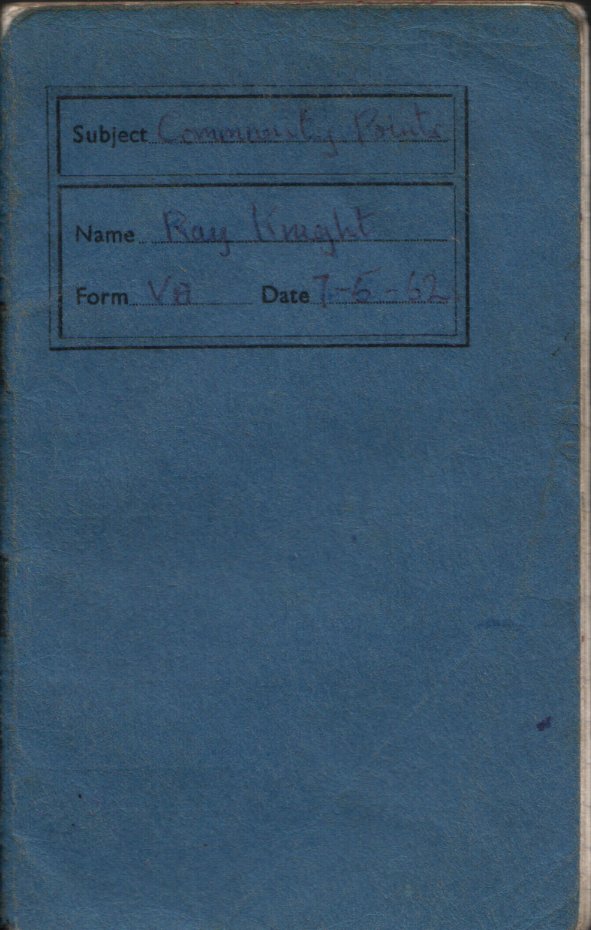 Subject Community Points
Name Ray Knight
Form VB Date 7-5-62